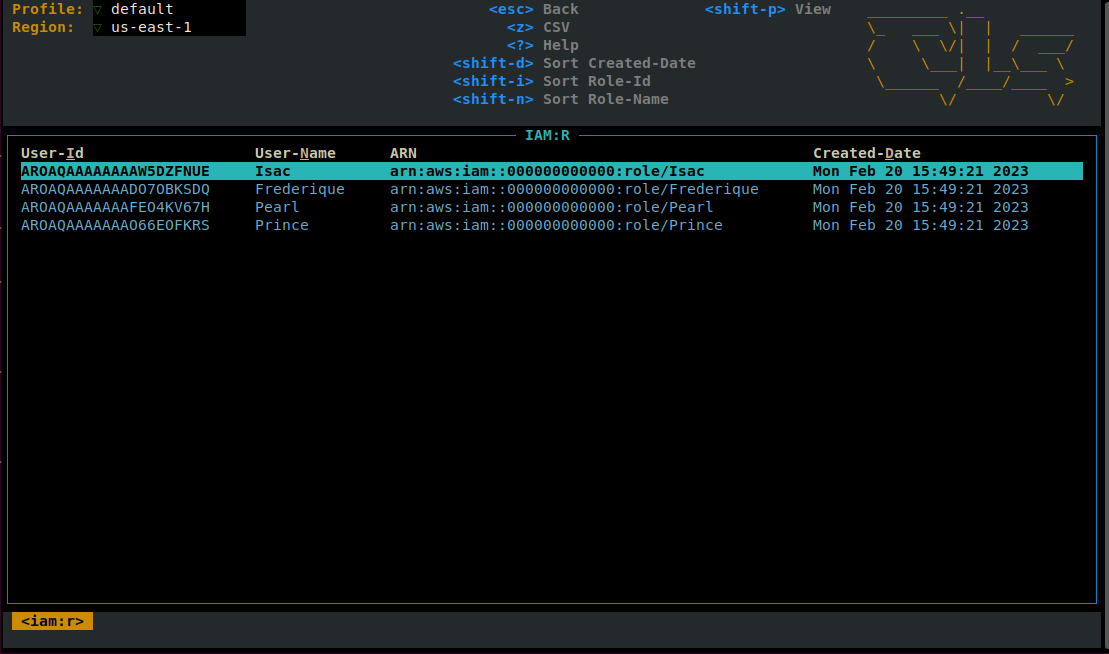 Profile: ▽ default
Region: ▽ us-east-1
<esc> Back
<z> CSV
<?> Help
<shift-d> Sort Created-Date
<shift-i> Sort Role-Id
<shift-n> Sort Role-Name
<shift-p> View
IAM:R
User-Id User-Name ARN Created-Date
AROAQAAAAAAAAW5DZFNUE Isac arn:aws:iam::000000000000:role/Isac Mon Feb 20 15:49:21 2023
AROAQAAAAAAADO7OBKSDQ Frederique arn:aws:iam::000000000000:role/Frederique Mon Feb 20 15:49:21 2023
AROAQAAAAAAAFEO4KV67H Pearl arn:aws:iam::000000000000:role/Pearl Mon Feb 20 15:49:21 2023
AROAQAAAAAAAO66EOFKRS Prince arn:aws:iam::000000000000:role/Prince Mon Feb 20 15:49:21 2023
<iam:r>